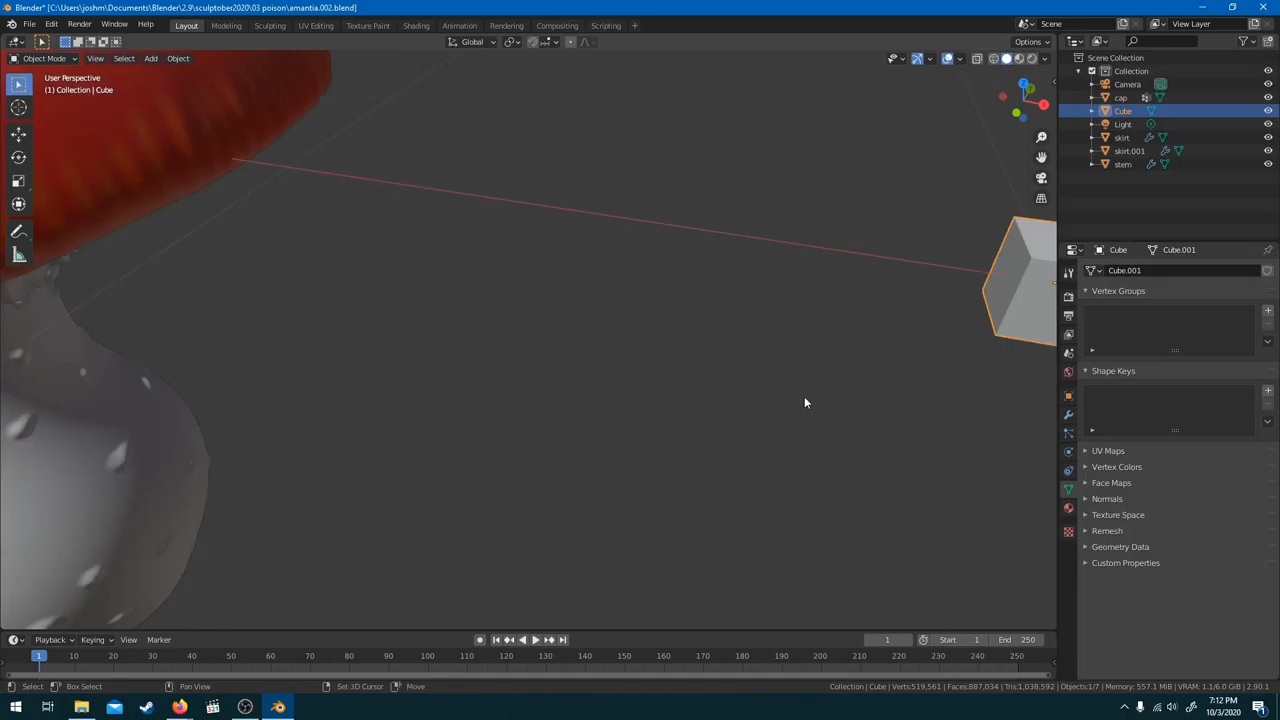 Blender* [C:\Users\joshm\Documents\Blender\2.9\sculptober2020\03 poison\amantia.002.blend]
File Edit Render Window Help Layout Modeling Sculpting UV Editing Texture Paint Shading Animation Rendering Compositing Scripting + Scene View Layer
Global Options
Object Mode View Select Add Object
User Perspective
(1) Collection | Cube
Z
X
Y
Scene Collection
Collection
Camera
cap
Cube
Light
skirt
skirt.001
stem
Cube Cube.001
Cube.001
Vertex Groups
Shape Keys
UV Maps
Vertex Colors
Face Maps
Normals
Texture Space
Remesh
Geometry Data
Custom Properties
Playback Keying View Marker 1 Start 1 End 250
1 10 20 30 40 50 60 70 80 90 100 110 120 130 140 150 160 170 180 190 200 210 220 230 240 250
Select Box Select Pan View Set 3D Cursor Move Collection | Cube | Verts:519,561 | Faces:887,034 | Tris:1,038,592 | Objects:1/7 | Memory: 557.1 MiB | VRAM: 1.1/6.0 GiB | 2.90.1
7:12 PM
10/3/2020